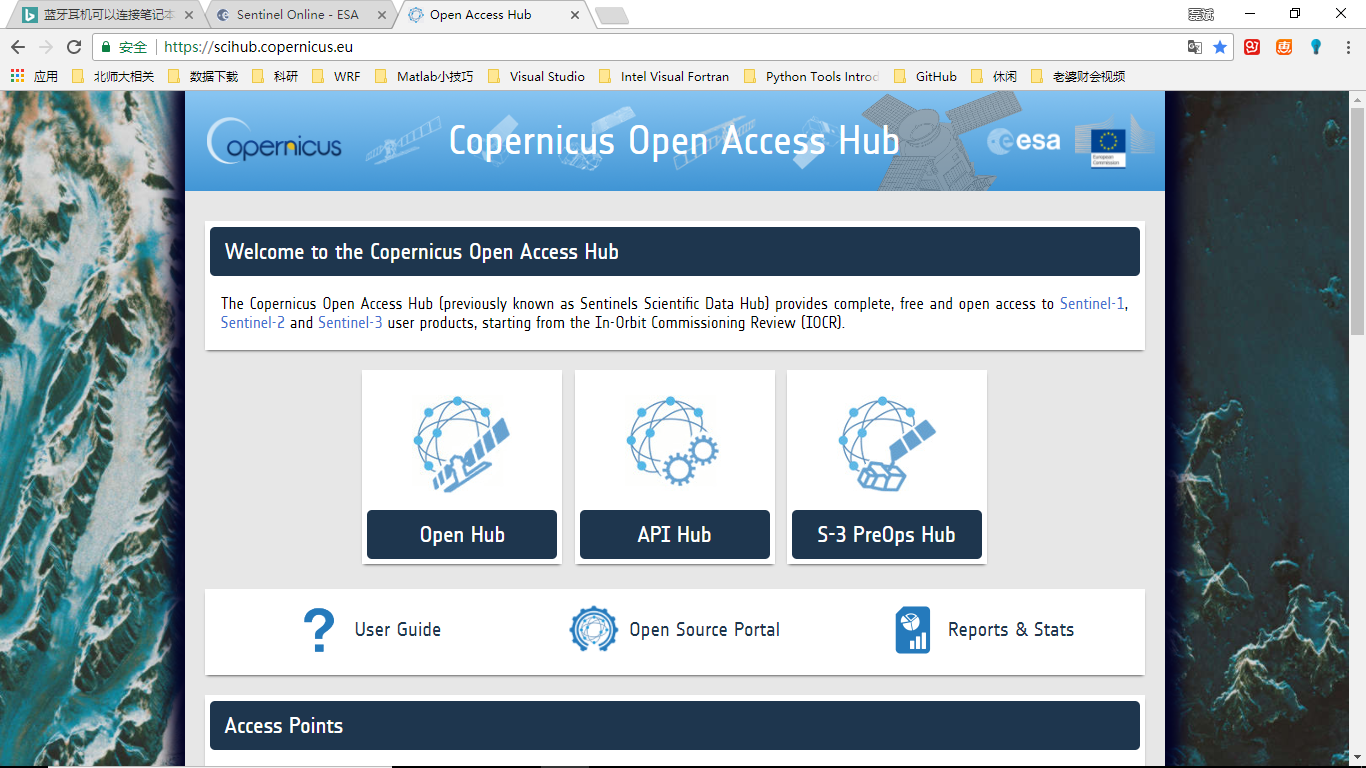 蓝牙耳机可以连接笔记本
Sentinel Online - ESA
Open Access Hub
安全
https://scihub.copernicus.eu
应用
北师大相关
数据下载
科研
WRF
Matlab小技巧
Visual Studio
Intel Visual Fortran
Python Tools Introd
GitHub
休闲
老婆财会视频
opernicus
Copernicus Open Access Hub
esa
European
Commission
Welcome to the Copernicus Open Access Hub
The Copernicus Open Access Hub (previously known as Sentinels Scientific Data Hub) provides complete, free and open access to Sentinel-1,
Sentinel-2 and Sentinel-3 user products, starting from the In-Orbit Commissioning Review (IOCR).
Open Hub
API Hub
S-3 PreOps Hub
User Guide
Open Source Portal
Reports & Stats
Access Points